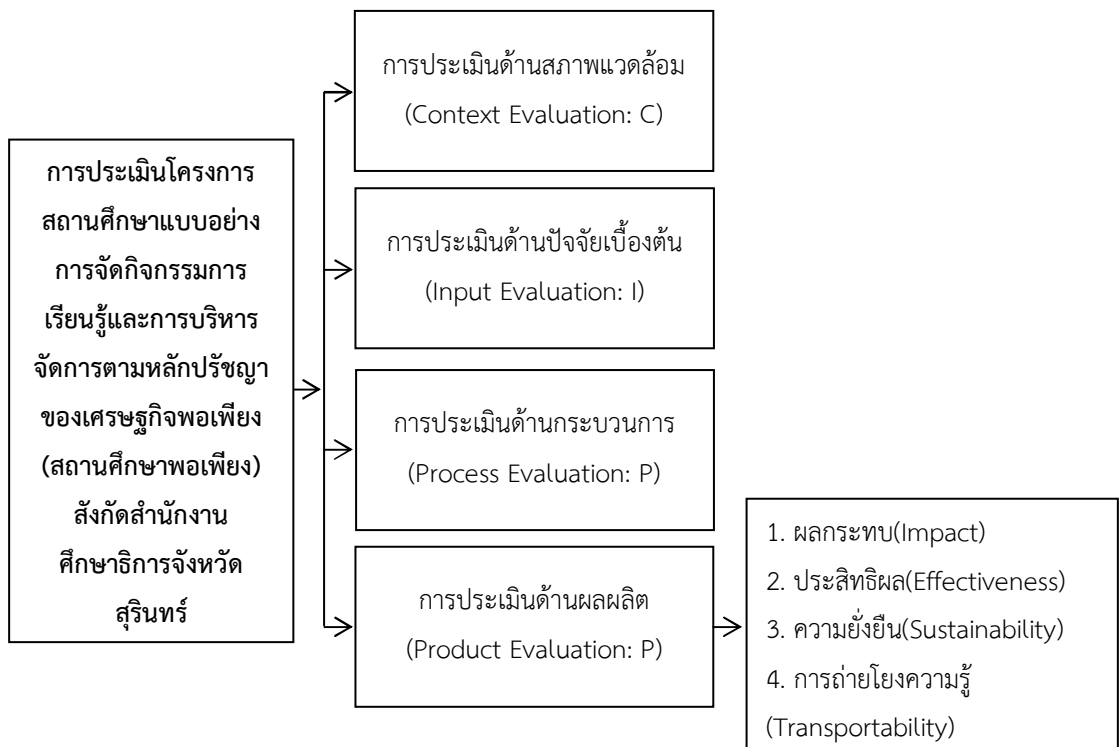 การประเมินโครงการ
สถานศึกษาแบบอย่าง
การจัดกิจกรรมการ
เรียนรู้และการบริหาร
จัดการตามหลักปรัชญา
ของเศรษฐกิจพอเพียง
(สถานศึกษาพอเพียง)
สังกัดสำนักงาน
ศึกษาธิการจังหวัด
สุรินทร์
การประเมินด้านสภาพแวดล้อม
(Context Evaluation: C)
การประเมินด้านปัจจัยเบื้องต้น
(Input Evaluation: I)
การประเมินด้านกระบวนการ
(Process Evaluation: P)
การประเมินด้านผลผลิต
(Product Evaluation: P)
1. ผลกระทบ(Impact)
2. ประสิทธิผล(Effectiveness)
3. ความยั่งยืน(Sustainability)
4. การถ่ายโยงความรู้
(Transportability)